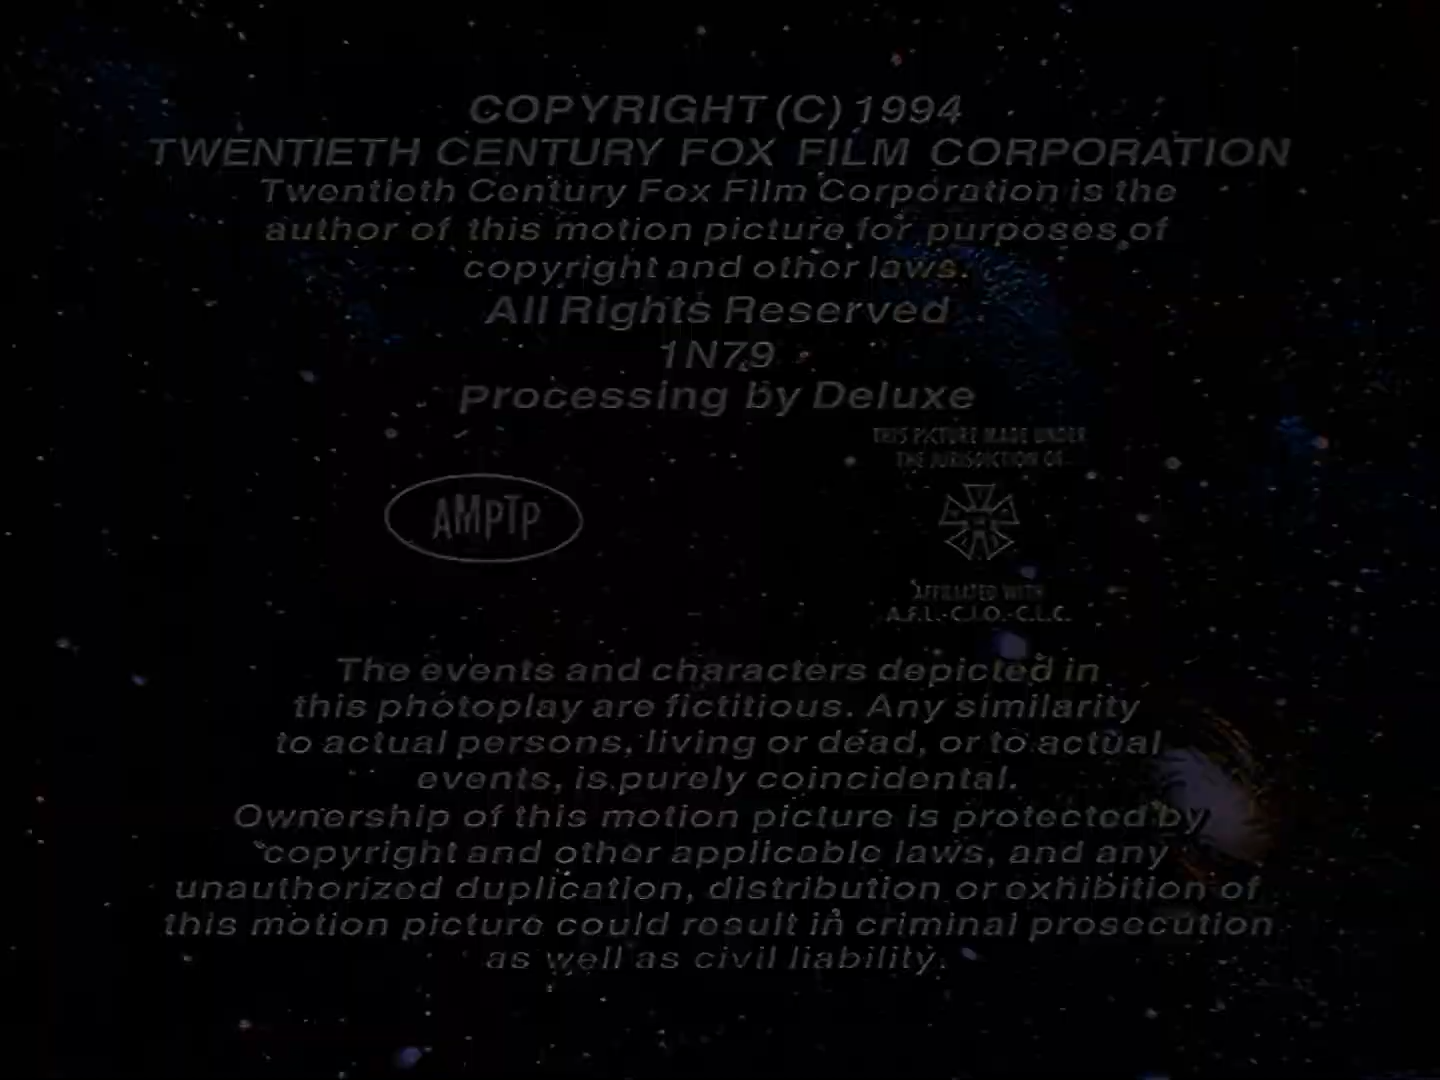 COPYRIGHT (C) 1994
TWENTIETH CENTURY FOX FILM CORPORATION
Twentieth Century Fox Film Corporation is the
author of this motion picture for purposes of
copyright and other laws.
All Rights Reserved
1N79
Processing by Deluxe
THIS PICTURE MADE UNDER
THE JURISDICTION OF
AMPTP
AFFILIATED WITH
A.F.L.-C.I.O.-C.L.C.
The events and characters depicted in
this photoplay are fictitious. Any similarity
to actual persons, living or dead, or to actual
events, is purely coincidental.
Ownership of this motion picture is protected by
copyright and other applicable laws, and any
unauthorized duplication, distribution or exhibition of
this motion picture could result in criminal prosecution
as well as civil liability.